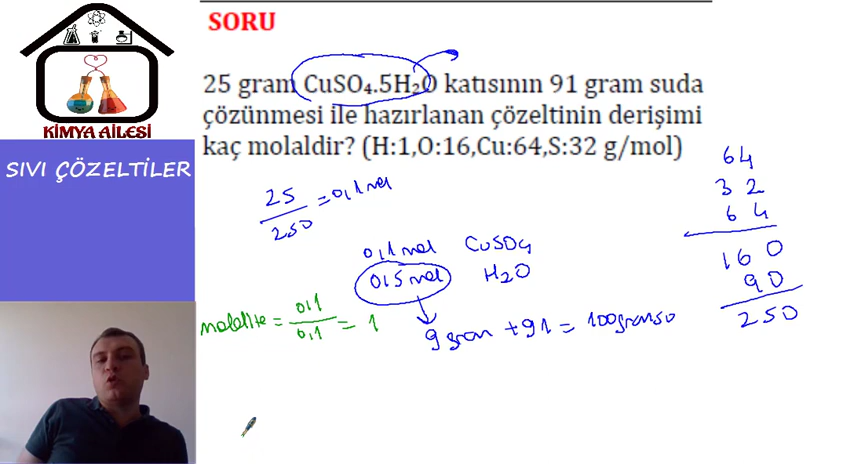 SORU
KİMYA AİLESİ
SIVI ÇÖZELTİLER
25 gram CuSO₄.5H₂O katısının 91 gram suda
çözünmesi ile hazırlanan çözeltinin derişimi
kaç molaldir? (H:1,O:16,Cu:64,S:32 g/mol)
25/250 = 0,1 mol
0,1 mol CuSO4
0,5 mol H2O
9 gram + 91 = 100 gram su
molalite = 0,1/0,1 = 1
64
32
64
160
90
250